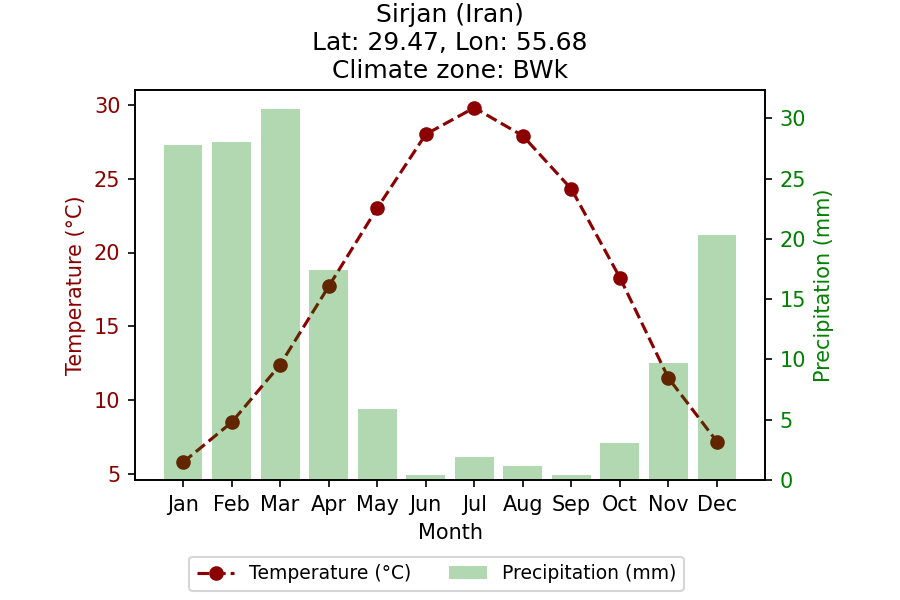 Sirjan (Iran)
Lat: 29.47, Lon: 55.68
Climate zone: BWk
Temperature (°C)
30
25
20
15
10
5
Precipitation (mm)
30
25
20
15
10
5
0
Jan Feb Mar Apr May Jun Jul Aug Sep Oct Nov Dec
Month
Temperature (°C) Precipitation (mm)